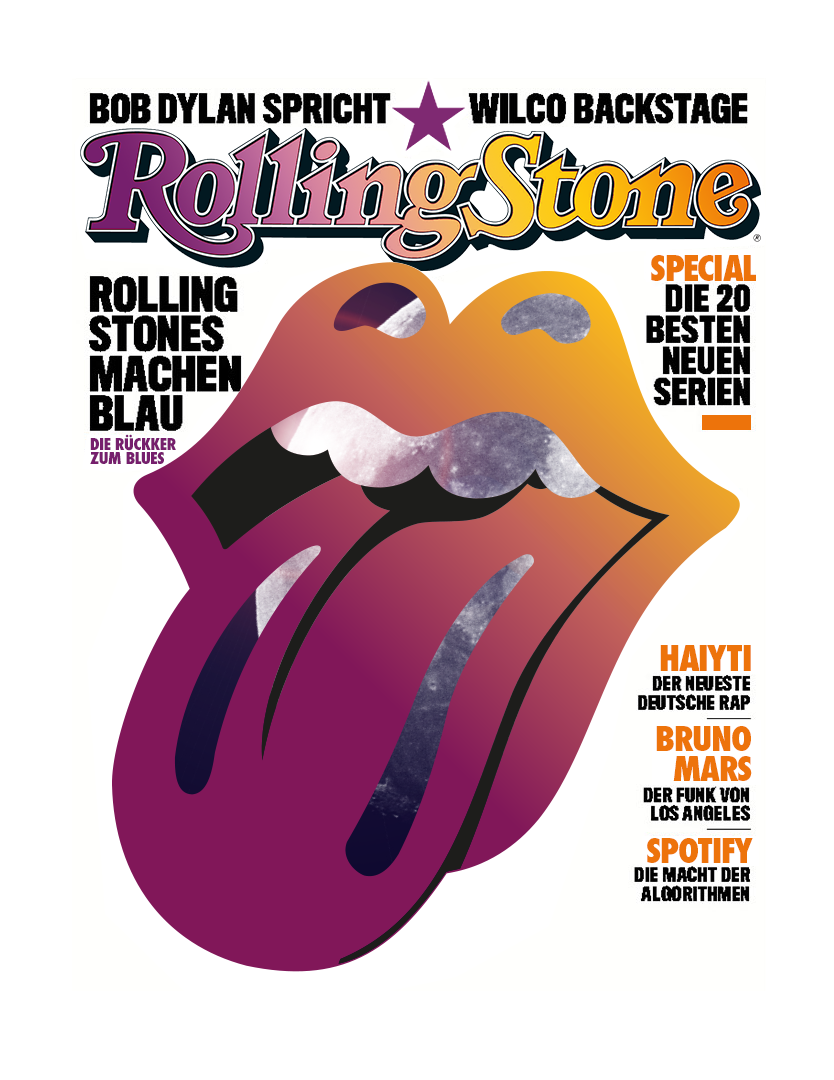 BOB DYLAN SPRICHT ★ WILCO BACKSTAGE
RollingStone
®
ROLLING
STONES
MACHEN
BLAU
DIE RÜCKKER
ZUM BLUES
SPECIAL
DIE 20
BESTEN
NEUEN
SERIEN
HAIYTI
DER NEUESTE
DEUTSCHE RAP
BRUNO
MARS
DER FUNK VON
LOS ANGELES
SPOTIFY
DIE MACHT DER
ALGORITHMEN